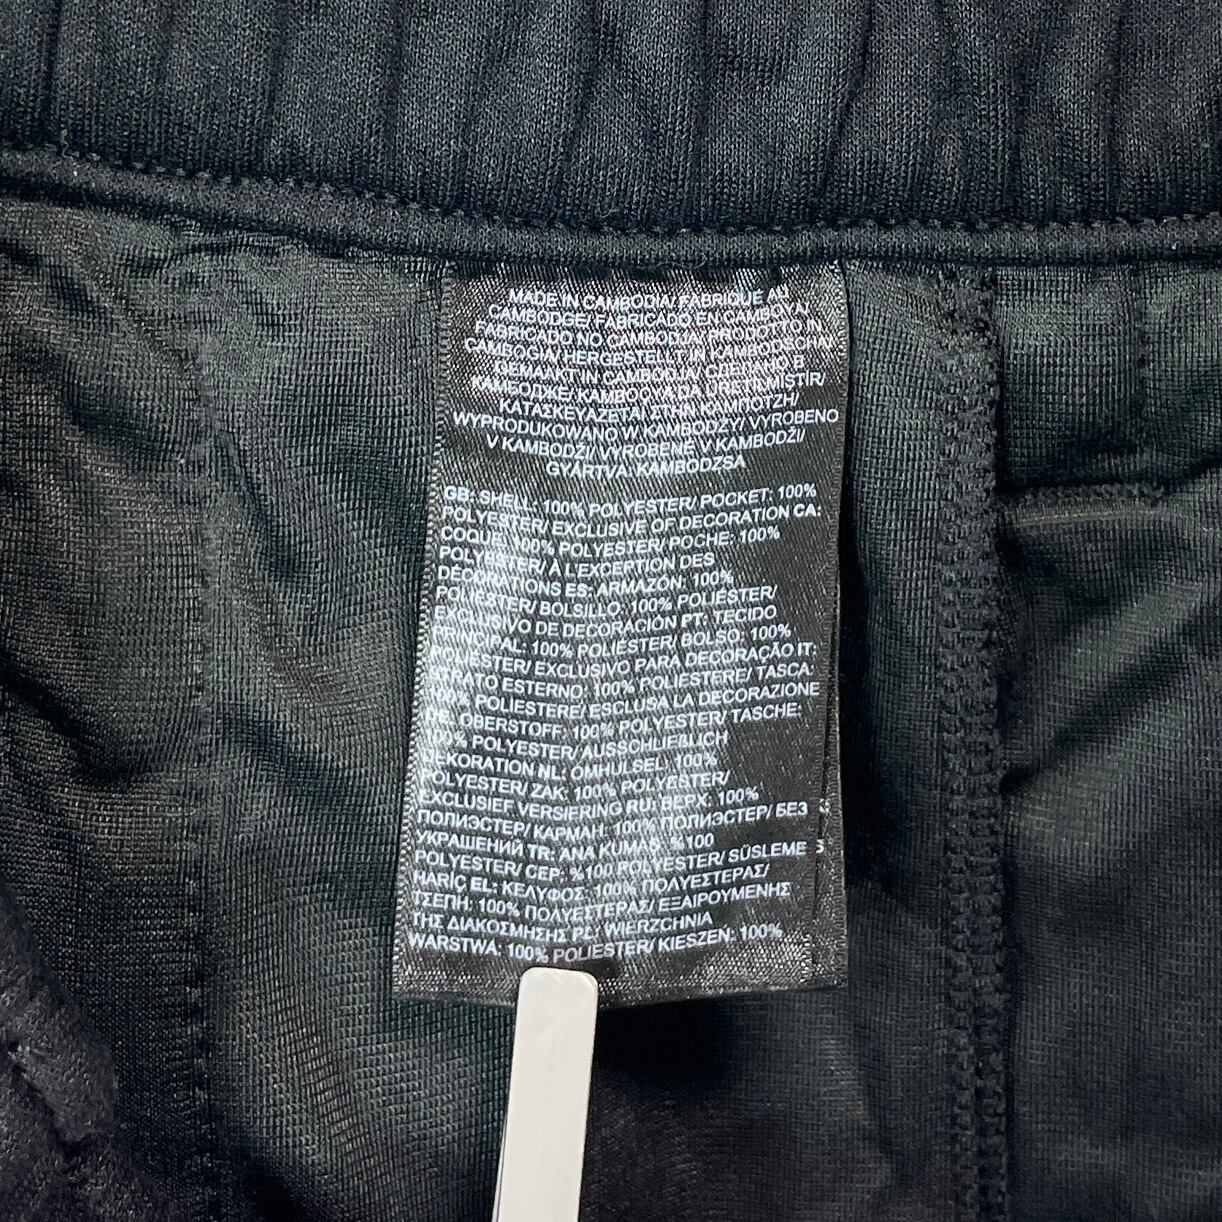 MADE IN CAMBODIA/ FABRIQUÉ AU
CAMBODGE/ FABRICADO EN CAMBOYA/
FABRICADO NO CAMBODJA/ PRODOTTO IN
CAMBOGIA/ HERGESTELLT IN KAMBODSCHA/
GEMAAKT IN CAMBODJA/ СДЕЛАНО В
КАМБОДЖЕ/ KAMBOÇYA'DA ÜRETILMISTIR/
ΚΑΤΑΣΚΕΥΑΖΕΤΑΙ ΣΤΗΝ ΚΑΜΠΟΤΖΗ/
WYPRODUKOWANO W KAMBODŻY/ VYROBENO
V KAMBODŽI/ VYROBENÉ V KAMBODŽI/
GYÁRTVA: KAMBODZSA
GB: SHELL: 100% POLYESTER/ POCKET: 100%
POLYESTER/ EXCLUSIVE OF DECORATION CA:
COQUE: 100% POLYESTER/ POCHE: 100%
POLYESTER/ À L'EXCEPTION DES
DÉCORATIONS ES: ARMAZÓN: 100%
POLIÉSTER/ BOLSILLO: 100% POLIÉSTER/
EXCLUSIVO DE DECORACIÓN PT: TECIDO
PRINCIPAL: 100% POLIÉSTER/ BOLSO: 100%
POLIÉSTER/ EXCLUSIVO PARA DECORAÇÃO IT:
STRATO ESTERNO: 100% POLIESTERE/ TASCA:
100% POLIESTERE/ ESCLUSA LA DECORAZIONE
DE: OBERSTOFF: 100% POLYESTER/ TASCHE:
100% POLYESTER/ AUSSCHLIEẞLICH
DEKORATION NL: OMHULSEL: 100%
POLYESTER/ ZAK: 100% POLYESTER/
EXCLUSIEF VERSIERING RU: ВЕРХ: 100%
ПОЛИЭСТЕР/ КАРМАН: 100% ПОЛИЭСТЕР/ БЕЗ
УКРАШЕНИЙ TR: ANA KUMAŞ: %100
POLYESTER/ CEP: %100 POLYESTER/ SÜSLEME
HARİÇ EL: ΚΕΛΥΦΟΣ: 100% ΠΟΛΥΕΣΤΕΡΑΣ/
ΤΣΕΠΗ: 100% ΠΟΛΥΕΣΤΕΡΑΣ/ ΕΞΑΙΡΟΥΜΕΝΗΣ
ΤΗΣ ΔΙΑΚΟΣΜΗΣΗΣ PL: WIERZCHNIA
WARSTWA: 100% POLIESTER/ KIESZEN: 100%